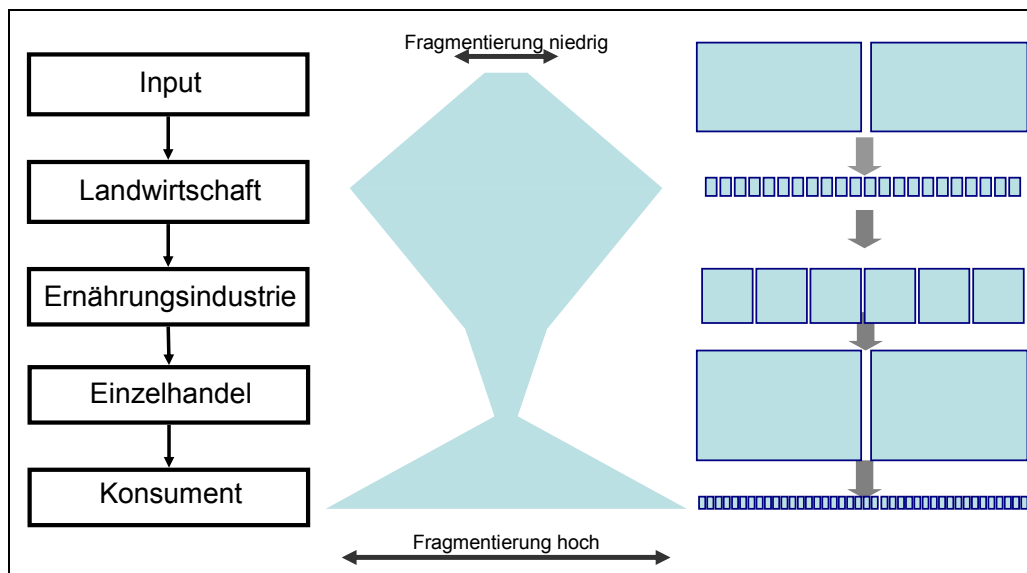 Fragmentierung niedrig
Input
Landwirtschaft
Ernährungsindustrie
Einzelhandel
Konsument
Fragmentierung hoch